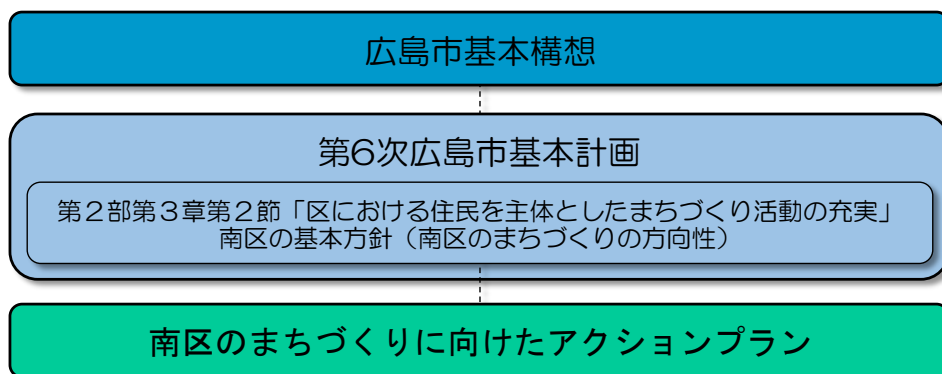 広島市基本構想
第6次広島市基本計画
第２部第３章第２節「区における住民を主体としたまちづくり活動の充実」
南区の基本方針（南区のまちづくりの方向性）
南区のまちづくりに向けたアクションプラン